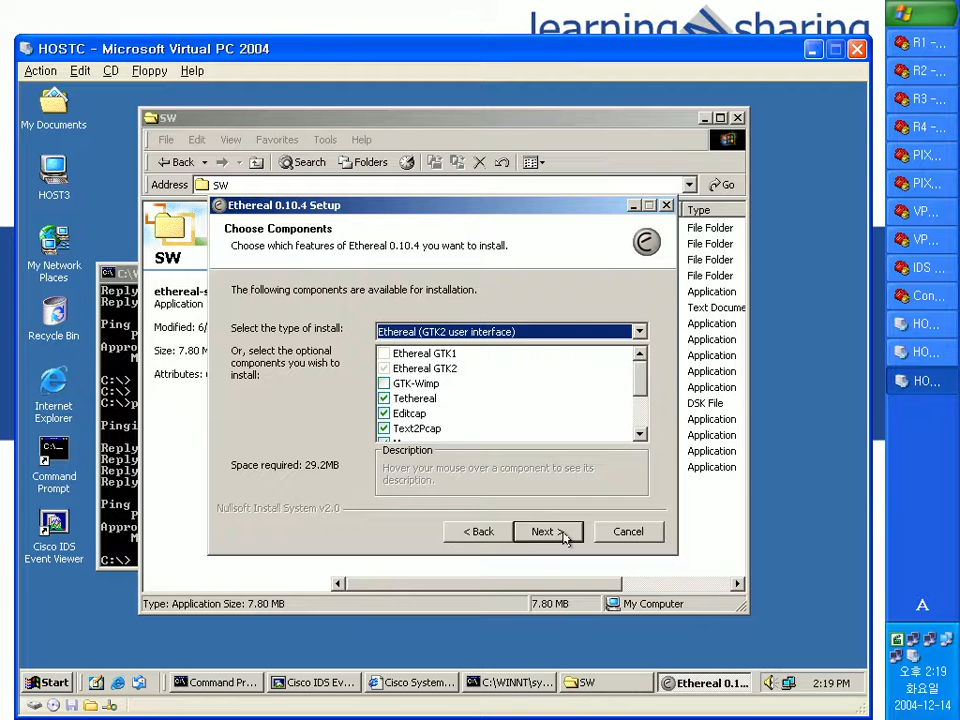 learning sharing
HOSTC - Microsoft Virtual PC 2004
Action Edit CD Floppy Help
My Documents
HOST3
My Network
Places
Recycle Bin
Internet
Explorer
Command
Prompt
Cisco IDS
Event Viewer
SW
File Edit View Favorites Tools Help
Back Search Folders
Address SW Go
SW
Application
Modified: 6/
Size: 7.80 M
Attributes:
Type
File Folder
File Folder
File Folder
File Folder
Application
Text Docume
Application
Application
Application
Application
Application
DSK File
Application
Application
Application
Application
C:\W
Reply
Ping
Appro
C:\>
C:\>p
Pingi
Reply
Reply
Reply
Reply
Ping
Appro
C:\>
Ethereal 0.10.4 Setup
Choose Components
Choose which features of Ethereal 0.10.4 you want to install.
The following components are available for installation.
Select the type of install:
Ethereal (GTK2 user interface)
Or, select the optional
components you wish to
install:
Ethereal GTK1
Ethereal GTK2
GTK-Wimp
Tethereal
Editcap
Text2Pcap
Space required: 29.2MB
Description
Hover your mouse over a component to see its
description.
Nullsoft Install System v2.0
< Back
Next >
Cancel
Type: Application Size: 7.80 MB 7.80 MB My Computer
Start Command Pr... Cisco IDS Ev... Cisco System... C:\WINNT\sy... SW Ethereal 0.1... 2:19 PM
R1 -...
R2 -...
R3 -...
R4 -...
PIX...
PIX...
VP...
VP...
IDS ...
Con...
HO...
HO...
HO...
A
오후 2:19
화요일
2004-12-14